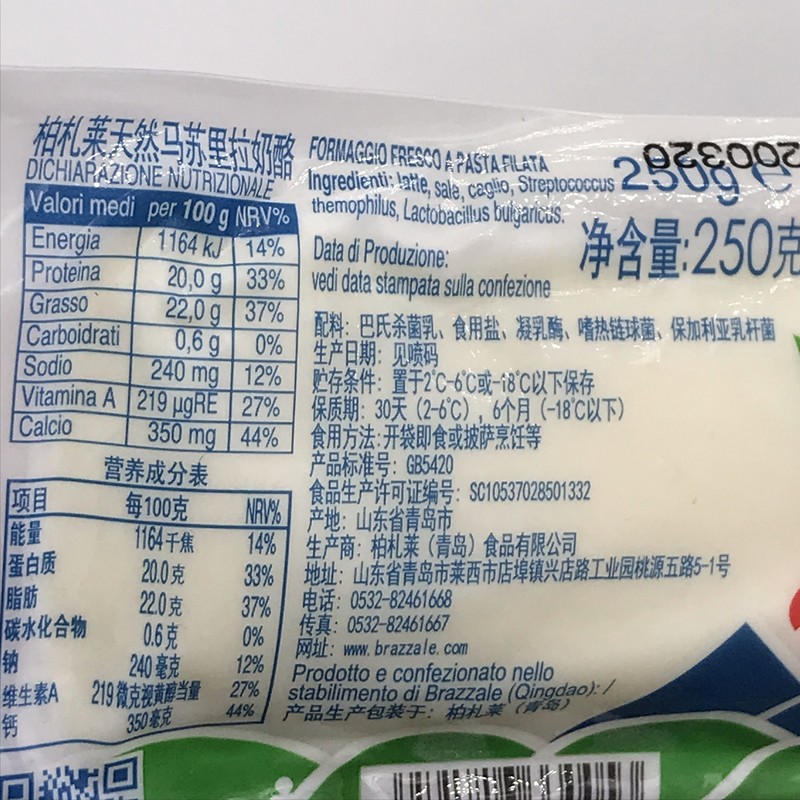 柏札莱天然马苏里拉奶酪
DICHIARAZIONE NUTRIZIONALE
Valori medi per 100 g NRV%
Energia 1164 kJ 14%
Proteina 20,0 g 33%
Grasso 22,0 g 37%
Carboidrati 0,6 g 0%
Sodio 240 mg 12%
Vitamina A 219 µgRE 27%
Calcio 350 mg 44%
营养成分表
项目 每100克 NRV%
能量 1164千焦 14%
蛋白质 20.0克 33%
脂肪 22.0克 37%
碳水化合物 0.6克 0%
钠 240毫克 12%
维生素A 219微克视黄醇当量 27%
钙 350毫克 44%
FORMAGGIO FRESCO A PASTA FILATA
Ingredienti: latte, sale, caglio, Streptococcus
themophilus, Lactobacillus bulgaricus.
250g e
净含量:250克
Data di Produzione:
vedi data stampata sulla confezione
配料: 巴氏杀菌乳、食用盐、凝乳酶、嗜热链球菌、保加利亚乳杆菌
生产日期: 见喷码
贮存条件: 置于2℃-6℃或-18℃以下保存
保质期: 30天 (2-6℃), 6个月 (-18℃以下)
食用方法:开袋即食或披萨烹饪等
产品标准号: GB5420
食品生产许可证编号: SC10537028501332
产地: 山东省青岛市
生产商: 柏札莱 (青岛) 食品有限公司
地址: 山东省青岛市莱西市店埠镇兴店路工业园桃源五路5-1号
电话: 0532-82461668
传真: 0532-82461667
网址: www.brazzale.com
Prodotto e confezionato nello
stabilimento di Brazzale (Qingdao): /
产品生产包装于: 柏札莱 (青岛)